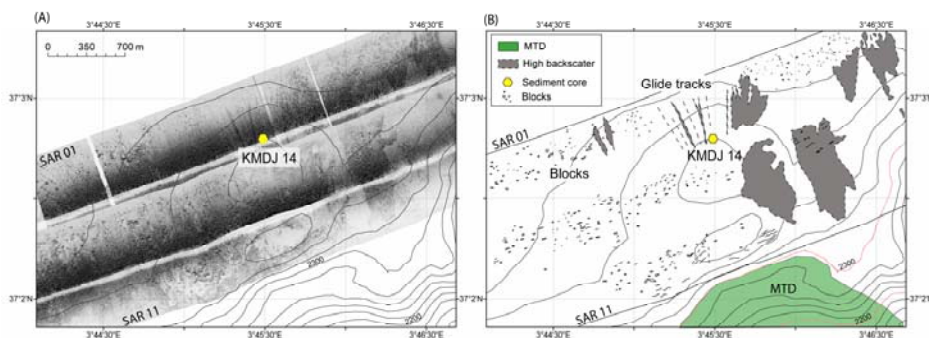 (A)
3°44'30"E
3°45'30"E
3°46'30"E
0 350 700 m
37°3'N
SAR 01
KMDJ 14
2200
37°2'N
SAR 11
3°44'30"E
3°45'30"E
3°46'30"E
(B)
3°44'30"E
3°45'30"E
3°46'30"E
MTD
High backscater
Sediment core
Blocks
37°3'N
Glide tracks
SAR 01
KMDJ 14
Blocks
2200
37°2'N
SAR 11
MTD
2200
3°44'30"E
3°45'30"E
3°46'30"E